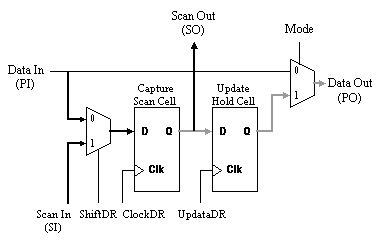 Scan Out
(SO)
Mode
Data In
(PI)
Capture
Scan Cell
Update
Hold Cell
0
1
Data Out
(PO)
0
1
D Q
D Q
Clk
Clk
Scan In
(SI)
ShiftDR
ClockDR
UpdataDR